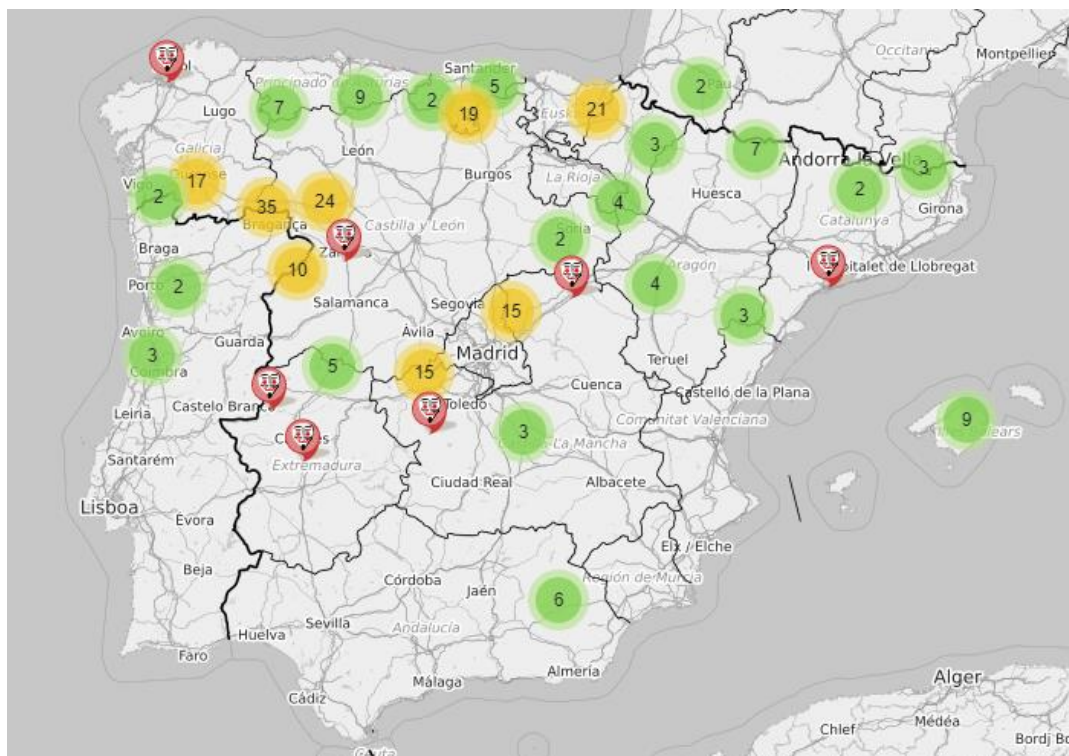 Occitanie
Montpellier
Santander
5
Principado de Asturias
9
2
Pau
2
7
19
21
Lugo
León
3
7
Andorra la Vella
3
Galicia
17
Burgos
La Rioja
Huesca
2
Vigo
2
35
24
4
Catalunya
Girona
Bragança
Castilla y León
Braga
2
10
Aragón
Porto
2
Salamanca
Segovia
15
4
3
Aveiro
Guarda
Ávila
Madrid
3
Coimbra
5
15
Teruel
Cuenca
Castelló de la Plana
Leiria
Castelo Branco
Toledo
Comunitat Valenciana
9
3
Santarém
Extremadura
Ciudad Real
Albacete
Lisboa
Évora
Elx / Elche
Beja
Córdoba
Jaén
Región de Murcia
6
Huelva
Sevilla
Andalucía
Faro
Almería
Málaga
Cádiz
Alger
Chlef
Médéa
Ceuta